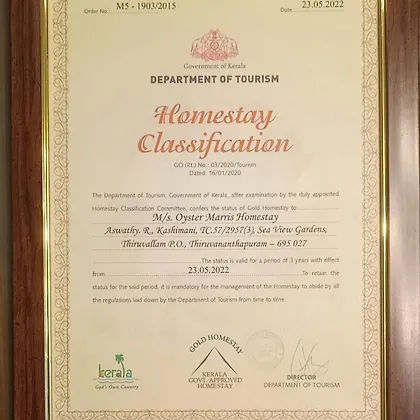 Order No.: M5 - 1903/2015 Date: 23.05.2022
Government of Kerala
DEPARTMENT OF TOURISM
Homestay
Classification
GO (Rt.) No.: 03/2020/Tourism
Dated: 16/01/2020
The Department of Tourism, Government of Kerala, after examination by the duly appointed
Homestay Classification Committee, confers the status of Gold Homestay to
M/s. Oyster Marris Homestay
Aswathy. R., Kashimani, TC.57/2957(3), Sea View Gardens,
Thiruvallam P.O., Thiruvananthapuram – 695 027
The status is valid for a period of 3 years with effect
from 23.05.2022 To retain the
status for the said period, it is mandatory for the management of the Homestay to abide by all
the regulations laid down by the Department of Tourism from time to time.
kerala
God's Own Country
GOLD HOMESTAY
KERALA
GOVT. APPROVED
HOMESTAY
DIRECTOR
DEPARTMENT OF TOURISM